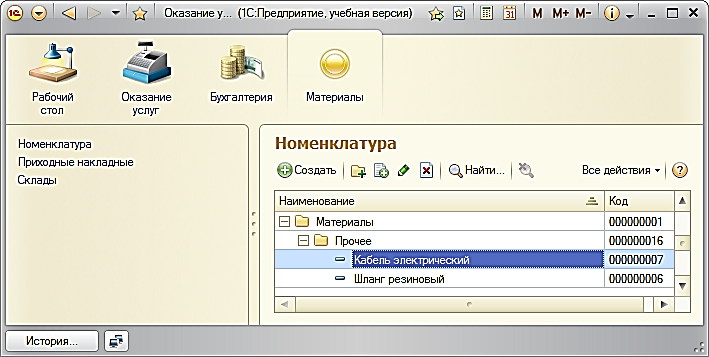 Оказание у... (1С:Предприятие, учебная версия)
M M+ M-
Рабочий стол
Оказание услуг
Бухгалтерия
Материалы
Номенклатура
Приходные накладные
Склады
Номенклатура
Создать Найти... Все действия
Наименование Код
Материалы 000000001
Прочее 000000016
Кабель электрический 000000007
Шланг резиновый 000000006
История...